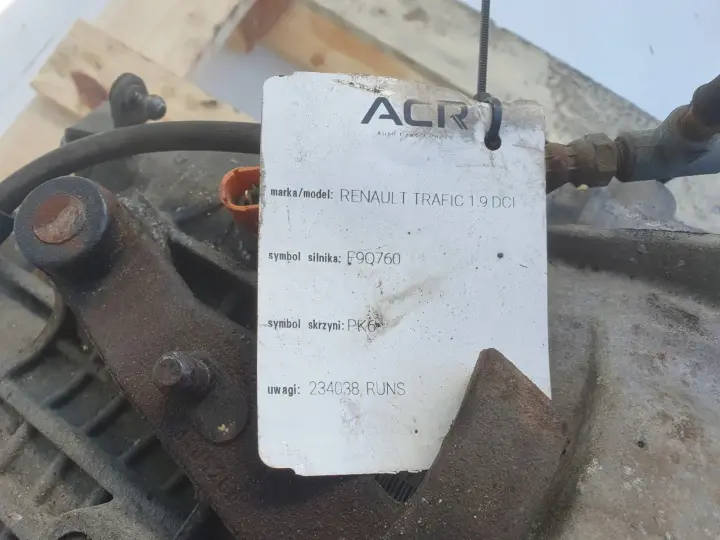 ACR
marka/model: RENAULT TRAFIC 1.9 DCI
symbol silnika: F9Q760
symbol skrzyni: PK6
uwagi: 234038, RUNS